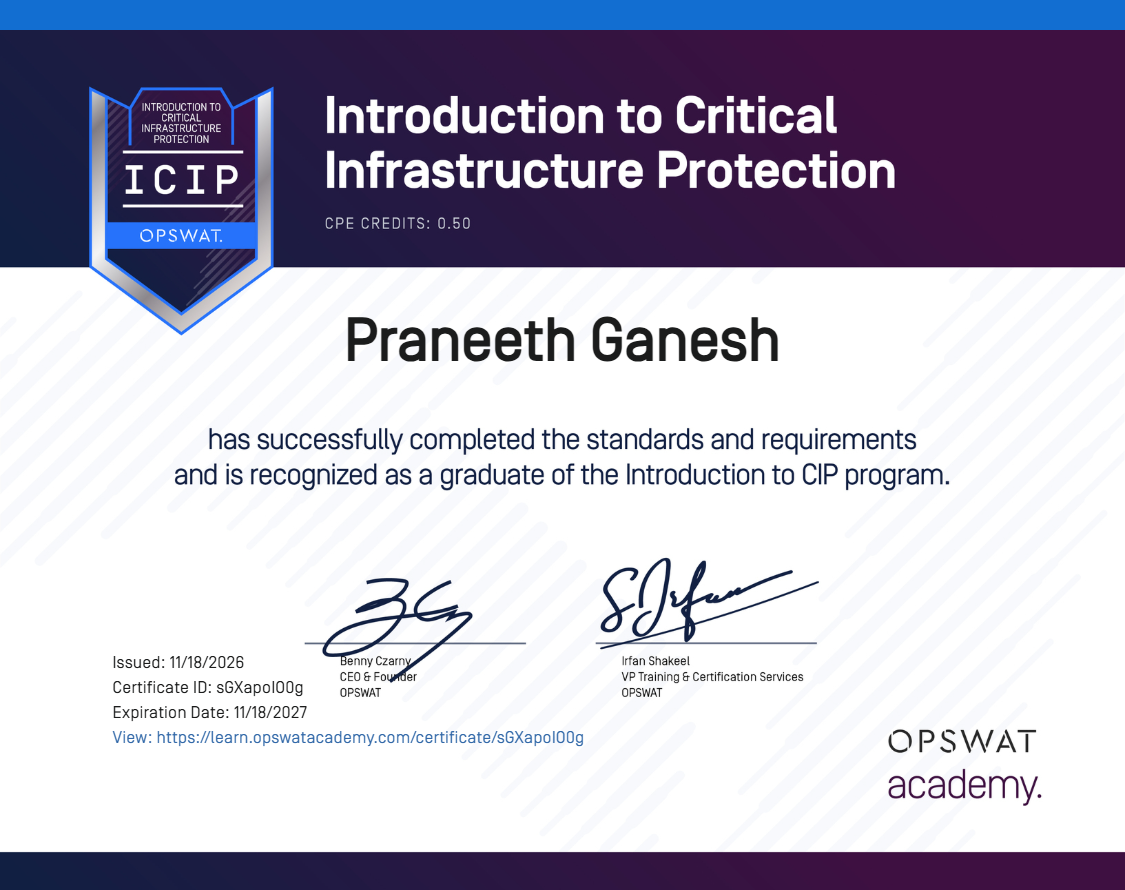 INTRODUCTION TO
CRITICAL
INFRASTRUCTURE
PROTECTION
ICIP
OPSWAT.
Introduction to Critical
Infrastructure Protection
CPE CREDITS: 0.50
Praneeth Ganesh
has successfully completed the standards and requirements
and is recognized as a graduate of the Introduction to CIP program.
Benny Czarny
CEO & Founder
OPSWAT
Irfan Shakeel
VP Training & Certification Services
OPSWAT
Issued: 11/18/2026
Certificate ID: sGXapolO0g
Expiration Date: 11/18/2027
View: https://learn.opswatacademy.com/certificate/sGXapolO0g
OPSWAT
academy.